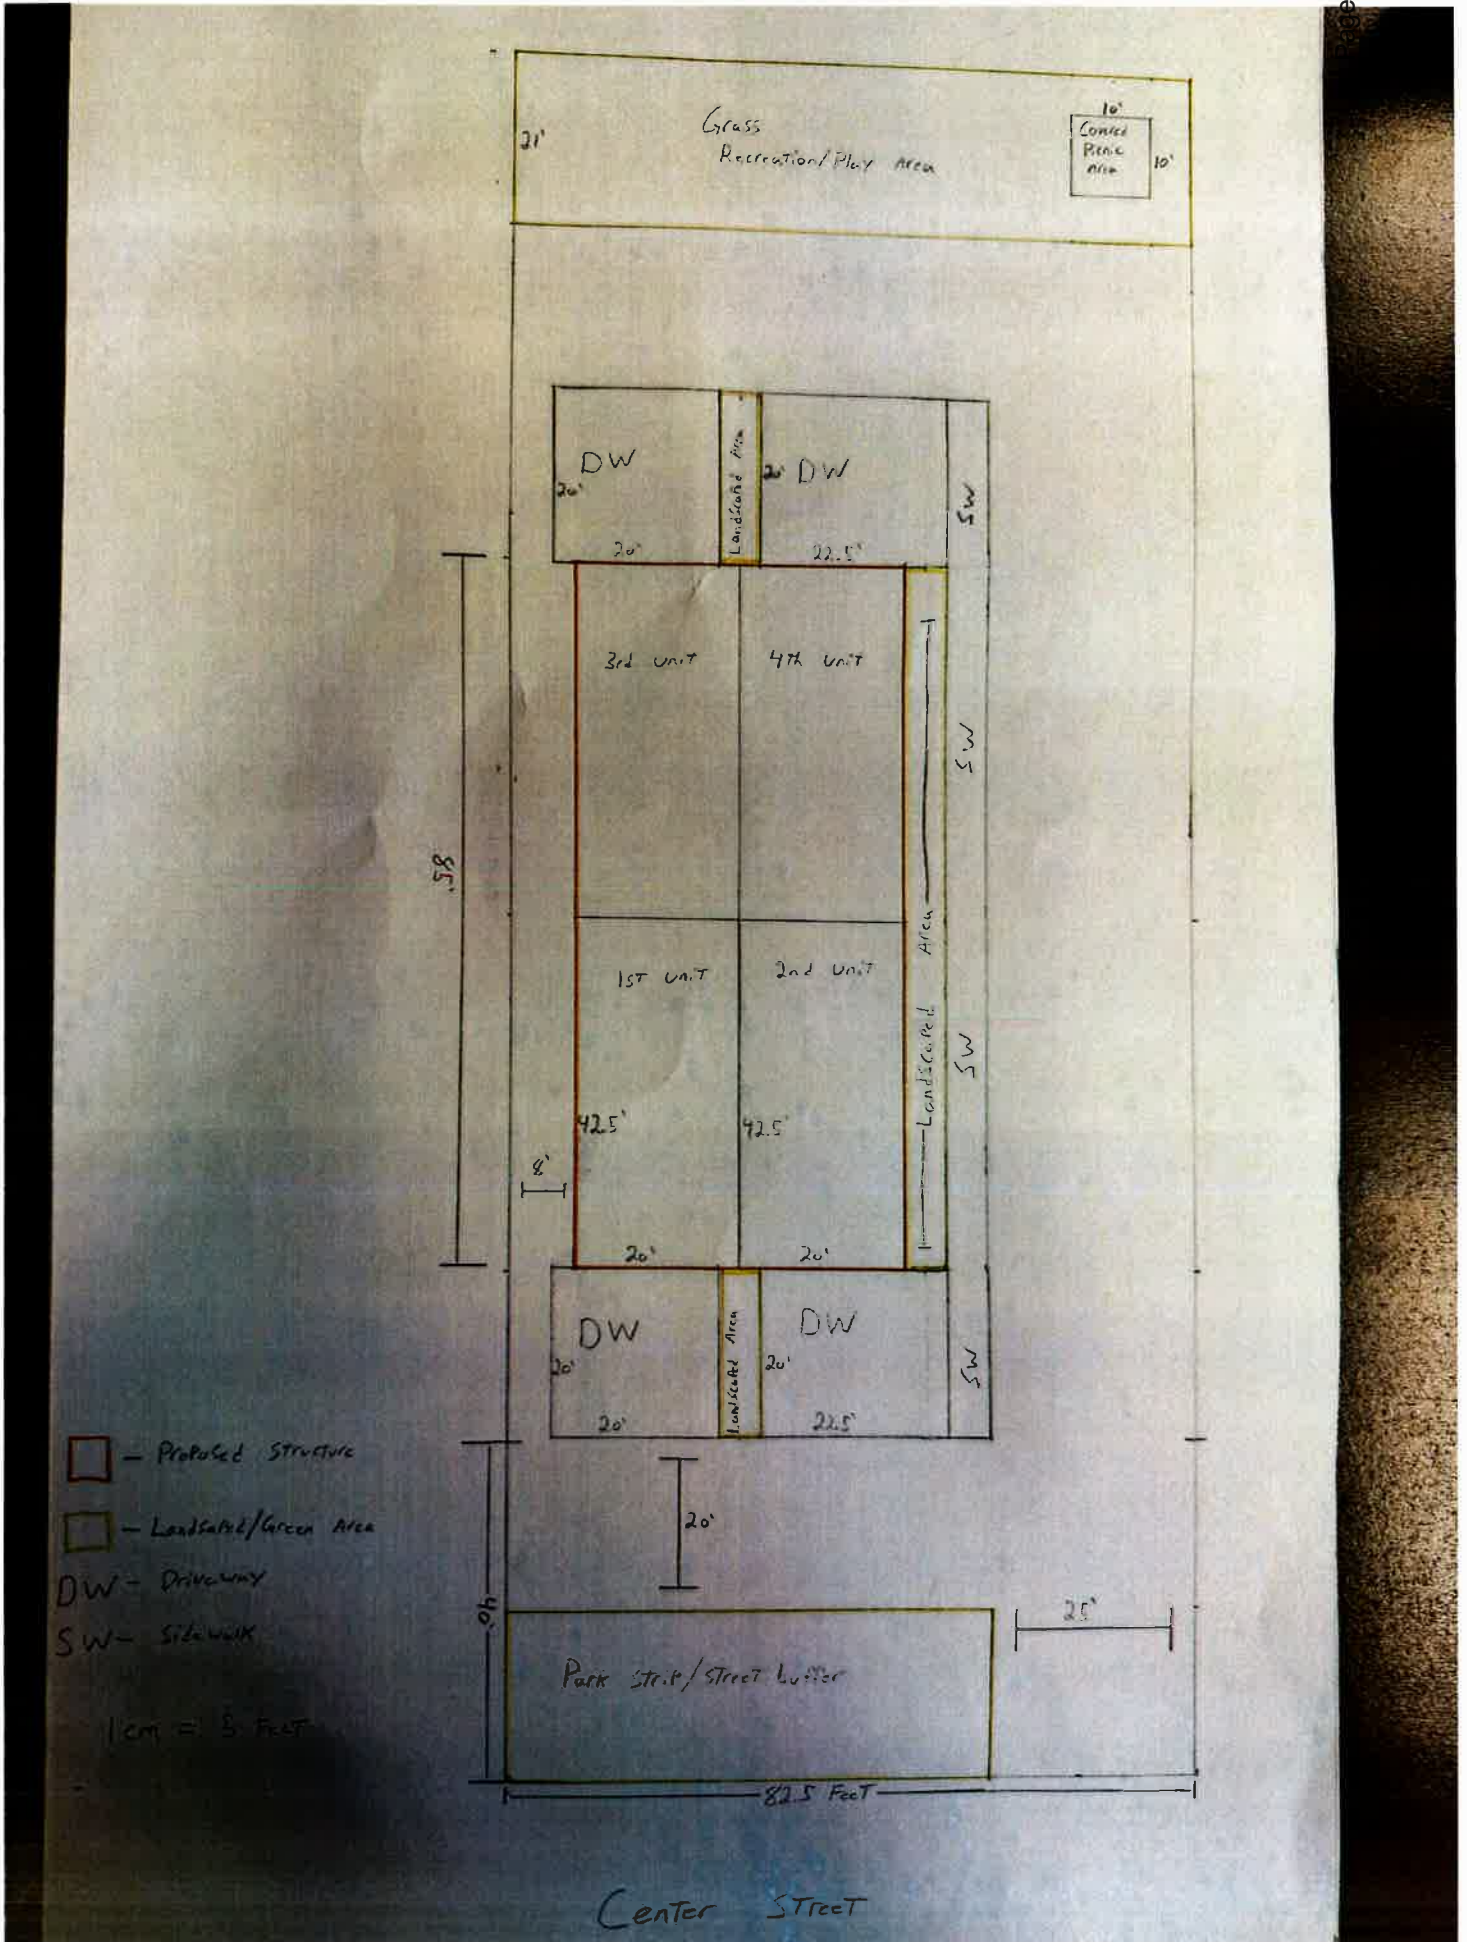 Page
21'
Grass
Recreation/Play Area
10'
Covered
Picnic
Area
10'
DW
20'
20'
Landscaped Area
20'
DW
22.5'
SW
3rd unit
4th unit
SW
85'
1st unit
2nd unit
Landscaped Area
SW
42.5'
42.5'
8'
20'
20'
DW
20'
20'
Landscaped Area
DW
20'
22.5'
SW
- Proposed Structure
- Landscaped/Green Area
DW - Driveway
SW - Sidewalk
1cm = 5 Feet
20'
40'
25'
Park Strip/Street buffer
82.5 Feet
Center Street